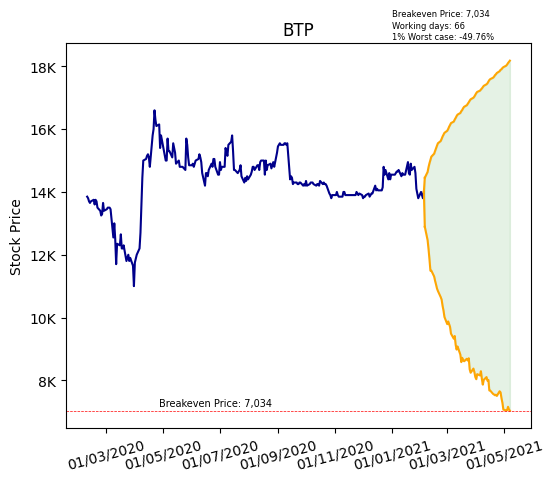 Breakeven Price: 7,034
Working days: 66
1% Worst case: -49.76%
BTP
Stock Price
18K
16K
14K
12K
10K
8K
Breakeven Price: 7,034
01/03/2020
01/05/2020
01/07/2020
01/09/2020
01/11/2020
01/01/2021
01/03/2021
01/05/2021